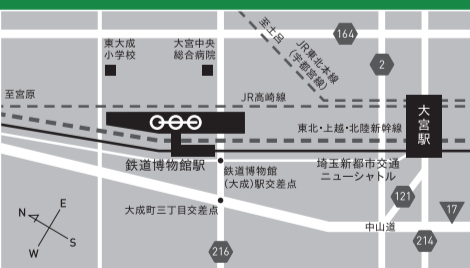 至土呂
JR東北本線
(宇都宮線)
164
2
東大成
小学校
大宮中央
総合病院
至宮原
JR高崎線
大宮駅
東北・上越・北陸新幹線
鉄道博物館駅
鉄道博物館
(大成)駅交差点
埼玉新都市交通
ニューシャトル
大成町三丁目交差点
121
17
中山道
N
E
W
S
216
214